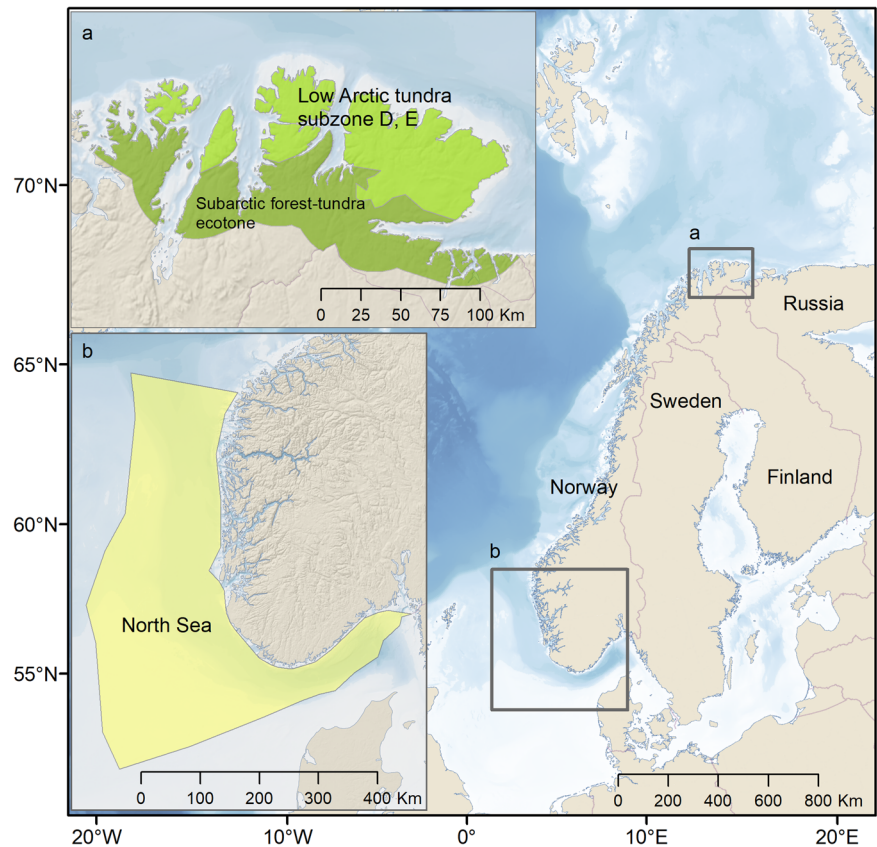 a
Low Arctic tundra
subzone D, E
Subarctic forest-tundra
ecotone
0 25 50 75 100 Km
b
North Sea
0 100 200 300 400 Km
70°N
65°N
60°N
55°N
a
Russia
Sweden
Finland
Norway
b
0 200 400 600 800 Km
20°W 10°W 0° 10°E 20°E